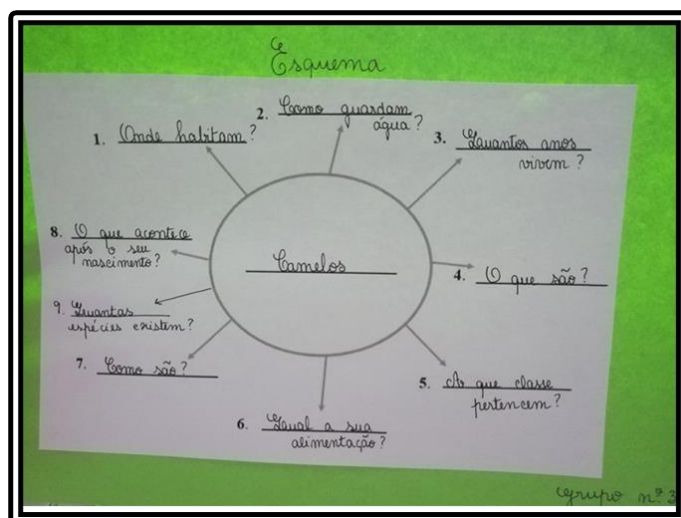 Esquema
1. Onde habitam?
2. Como guardam
água?
3. Quantos anos
vivem?
4. O que são?
5. A que classe
pertencem?
6. Qual a sua
alimentação?
7. Como são?
8. O que acontece
após o seu
nascimento?
9. Quantas
espécies existem?
Camelos
Grupo n.º 3